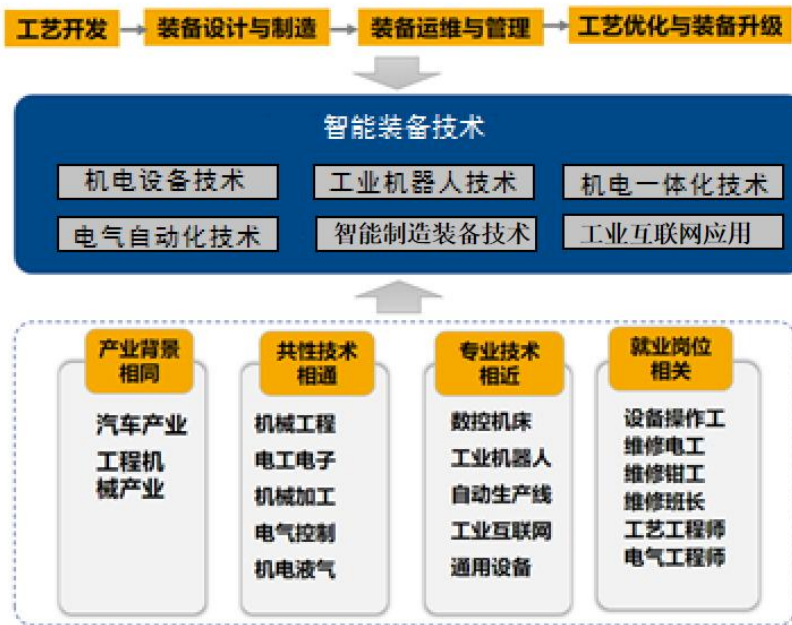 工艺开发 装备设计与制造 装备运维与管理 工艺优化与装备升级
智能装备技术
机电设备技术 工业机器人技术 机电一体化技术
电气自动化技术 智能制造装备技术 工业互联网应用
产业背景
相同
汽车产业
工程机
械产业
共性技术
相通
机械工程
电工电子
机械加工
电气控制
机电液气
专业技术
相近
数控机床
工业机器人
自动生产线
工业互联网
通用设备
就业岗位
相关
设备操作工
维修电工
维修钳工
维修班长
工艺工程师
电气工程师